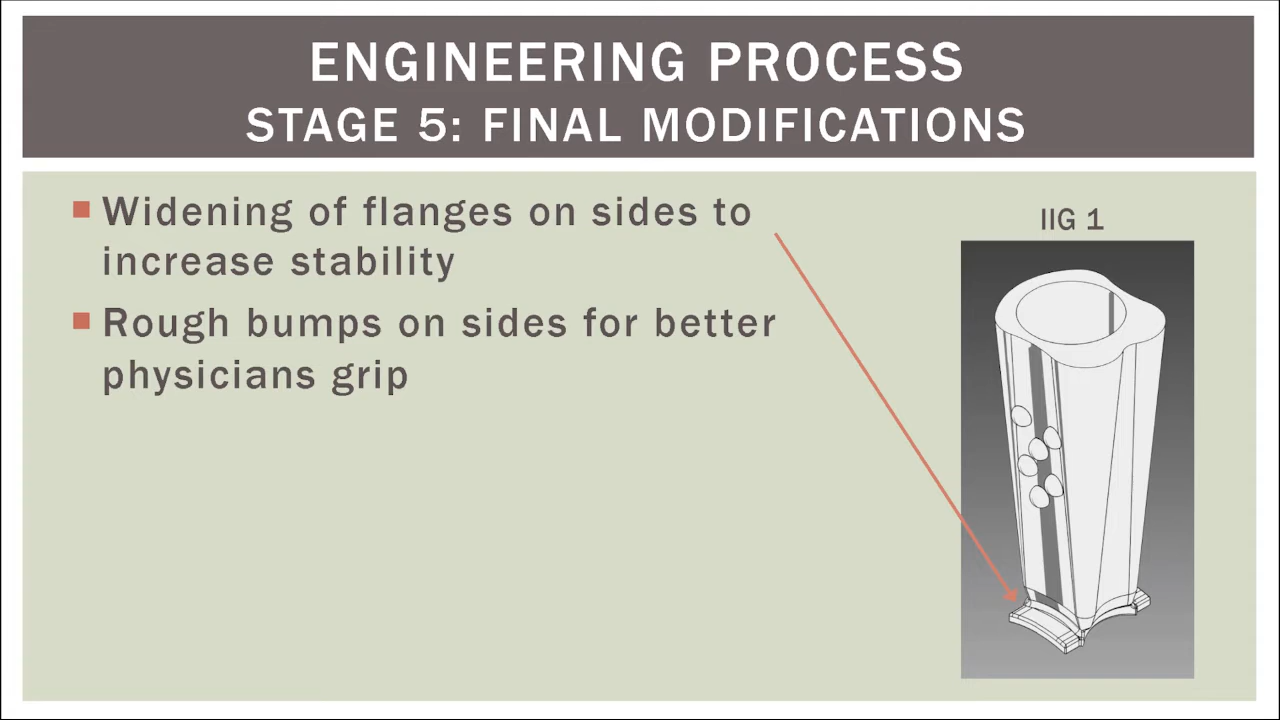 ENGINEERING PROCESS
STAGE 5: FINAL MODIFICATIONS
Widening of flanges on sides to
increase stability
Rough bumps on sides for better
physicians grip
IIG 1